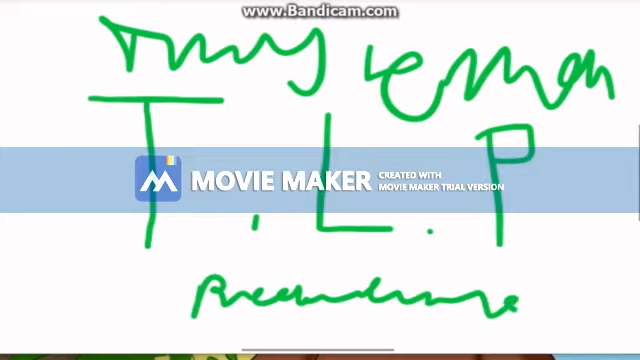 www.Bandicam.com
Tiny Lemon
T.L.P
MOVIE MAKER
CREATED WITH
MOVIE MAKER TRIAL VERSION